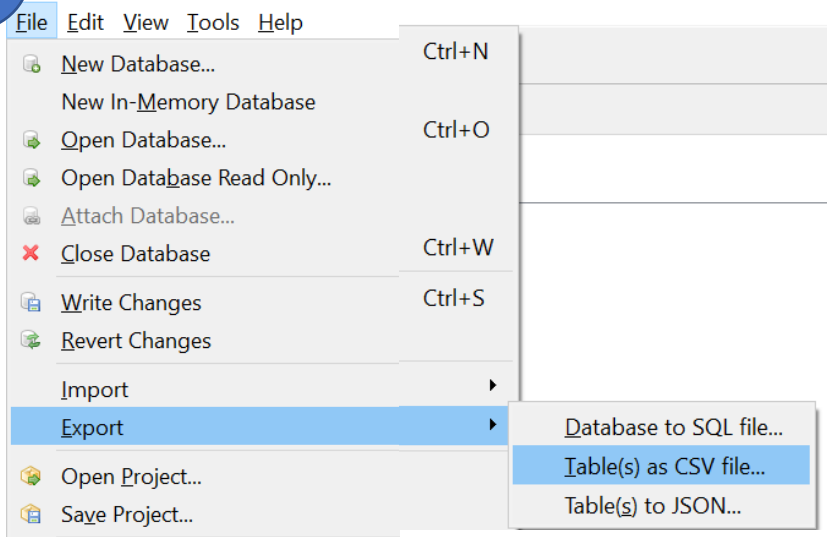 File Edit View Tools Help
New Database... Ctrl+N
New In-Memory Database
Open Database... Ctrl+O
Open Database Read Only...
Attach Database...
Close Database Ctrl+W
Write Changes Ctrl+S
Revert Changes
Import
Export
Database to SQL file...
Table(s) as CSV file...
Table(s) to JSON...
Open Project...
Save Project...